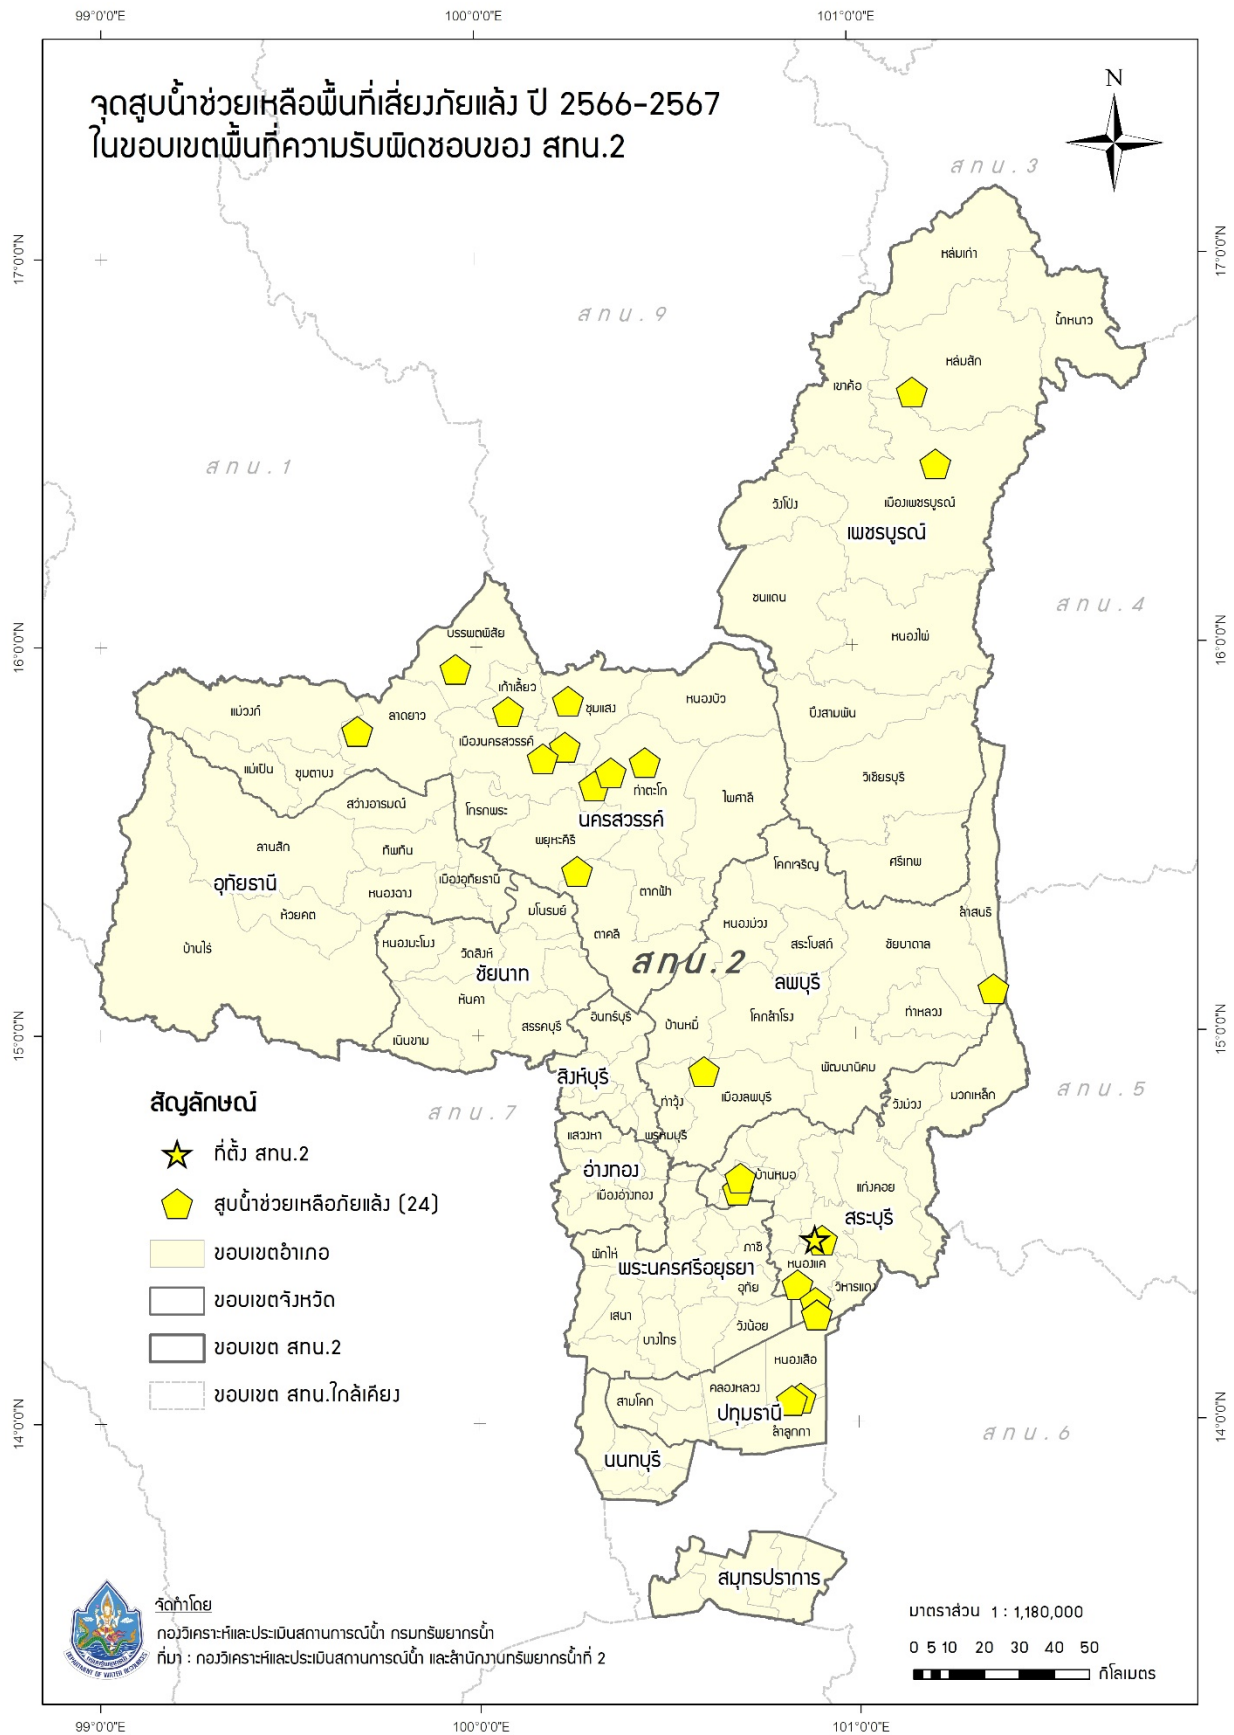 99°0'0"E 100°0'0"E 101°0'0"E
จุดสูบน้ำช่วยเหลือพื้นที่เสี่ยงภัยแล้ง ปี 2566-2567
ในขอบเขตพื้นที่ความรับผิดชอบของ สทน.2
N
สทน.3
17°0'0"N 17°0'0"N
หล่มเก่า
น้ำหนาว
สทน.9
หล่มสัก
เขาค้อ
สทน.1
วังโป่ง
เมืองเพชรบูรณ์
เพชรบูรณ์
ชนแดน
สทน.4
หนองไผ่
บรรพตพิสัย
16°0'0"N 16°0'0"N
เก้าเลี้ยว
หนองบัว
แม่วงก์
ลาดยาว
ชุมแสง
บึงสามพัน
เมืองนครสวรรค์
แม่เปิน
ชุมตาบง
วิเชียรบุรี
ท่าตะโก
ไพศาลี
สว่างอารมณ์
โกรกพระ
นครสวรรค์
ลานสัก
ทัพทัน
พยุหะคีรี
ศรีเทพ
โคกเจริญ
อุทัยธานี
หนองฉาง
เมืองอุทัยธานี
ตากฟ้า
ห้วยคต
มโนรมย์
หนองม่วง
ลำสนธิ
บ้านไร่
หนองมะโมง
วัดสิงห์
ตาคลี
สระโบสถ์
ชัยบาดาล
สทน.2
ชัยนาท
ลพบุรี
หันคา
ท่าหลวง
สรรคบุรี
อินทร์บุรี
บ้านหมี่
โคกสำโรง
15°0'0"N 15°0'0"N
เนินขาม
พัฒนานิคม
สิงห์บุรี
สทน.5
มวกเหล็ก
ท่าวุ้ง
เมืองลพบุรี
วังม่วง
สัญลักษณ์
สทน.7
แสวงหา
พรหมบุรี
ที่ตั้ง สทน.2
อ่างทอง
บ้านหมอ
แก่งคอย
เมืองอ่างทอง
สูบน้ำช่วยเหลือภัยแล้ง (24)
สระบุรี
ขอบเขตอำเภอ
ผักไห่
ภาชี
หนองแค
พระนครศรีอยุธยา
อุทัย
วิหารแดง
ขอบเขตจังหวัด
เสนา
วังน้อย
บางไทร
ขอบเขต สทน.2
หนองเสือ
ขอบเขต สทน.ใกล้เคียง
คลองหลวง
สามโคก
ปทุมธานี
14°0'0"N 14°0'0"N
ลำลูกกา
สทน.6
นนทบุรี
สมุทรปราการ
จัดทำโดย
กองวิเคราะห์และประเมินสถานการณ์น้ำ กรมทรัพยากรน้ำ
ที่มา : กองวิเคราะห์และประเมินสถานการณ์น้ำ และสำนักงานทรัพยากรน้ำที่ 2
DEPARTMENT OF WATER RESOURCES
มาตราส่วน 1 : 1,180,000
0 5 10 20 30 40 50
กิโลเมตร
99°0'0"E 100°0'0"E 101°0'0"E